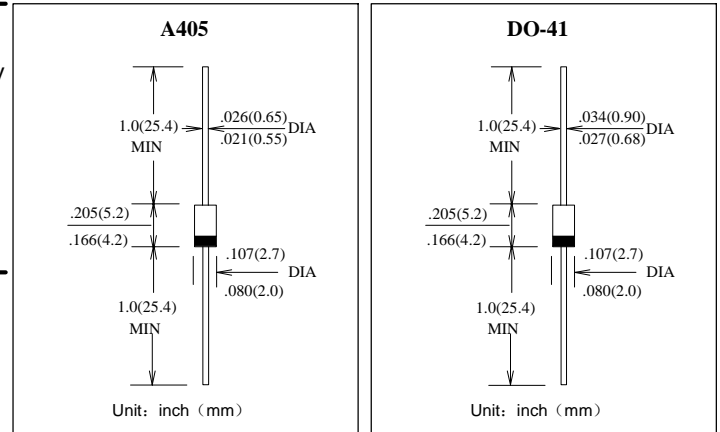 A405
1.0(25.4)
MIN
.026(0.65)
.021(0.55)
DIA
.205(5.2)
.166(4.2)
.107(2.7)
.080(2.0)
DIA
1.0(25.4)
MIN
Unit: inch（mm）
DO-41
1.0(25.4)
MIN
.034(0.90)
.027(0.68)
DIA
.205(5.2)
.166(4.2)
.107(2.7)
.080(2.0)
DIA
1.0(25.4)
MIN
Unit: inch（mm）